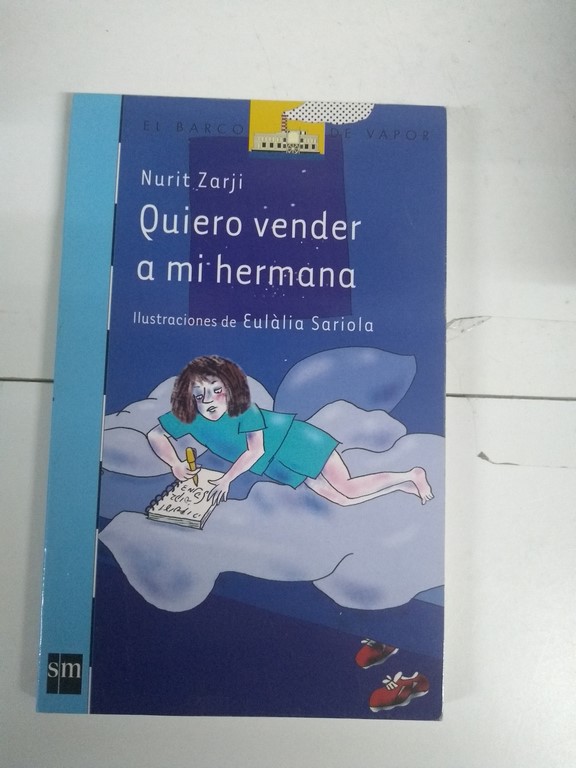 EL BARCO DE VAPOR
Nurit Zarji
Quiero vender
a mi hermana
Ilustraciones de Eulàlia Sariola
sm